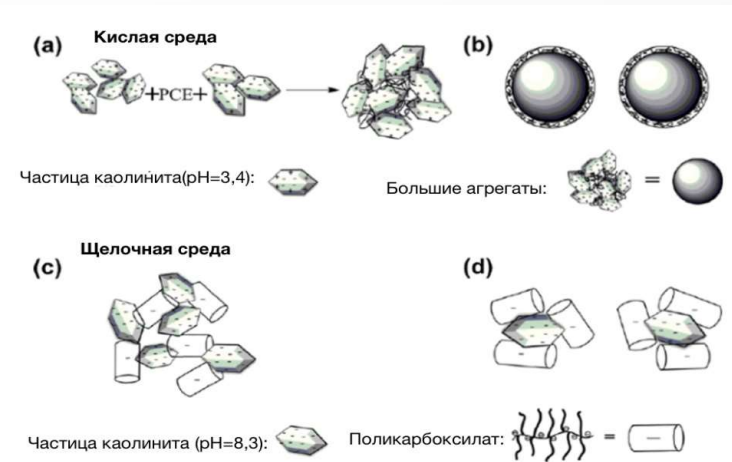 (a) Кислая среда (b)
+PCE+
Частица каолинита(pH=3,4):
Большие агрегаты: =
Щелочная среда
(c) (d)
Частица каолинита (pH=8,3):
Поликарбоксилат: =